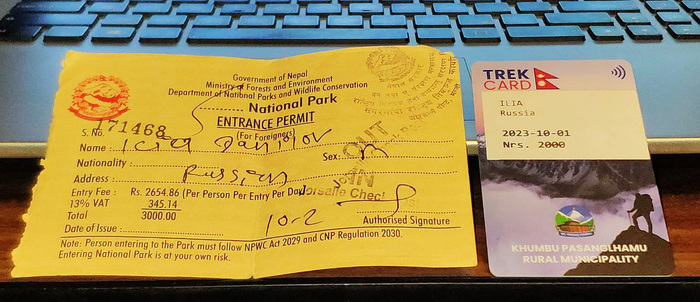 Government of Nepal
Ministry of Forests and Environment
Department of National Parks and Wildlife Conservation
National Park
ENTRANCE PERMIT
(For Foreigners)
S. No. 171468
Name : Ilia Danilov Sex: m
Nationality :
Address : Russian
Entry Fee : Rs. 2654.86 (Per Person Per Entry Per Day)
13% VAT 345.14
Total 3000.00
Date of Issue : 10-2 Authorised Signature
Note: Person entering to the Park must follow NPWC Act 2029 and CNP Regulation 2030.
Entering National Park is at your own risk.
OUT
IN
TREK
CARD
ILIA
Russia
2023-10-01
Nrs. 2000
KHUMBU PASANGLHAMU
RURAL MUNICIPALITY